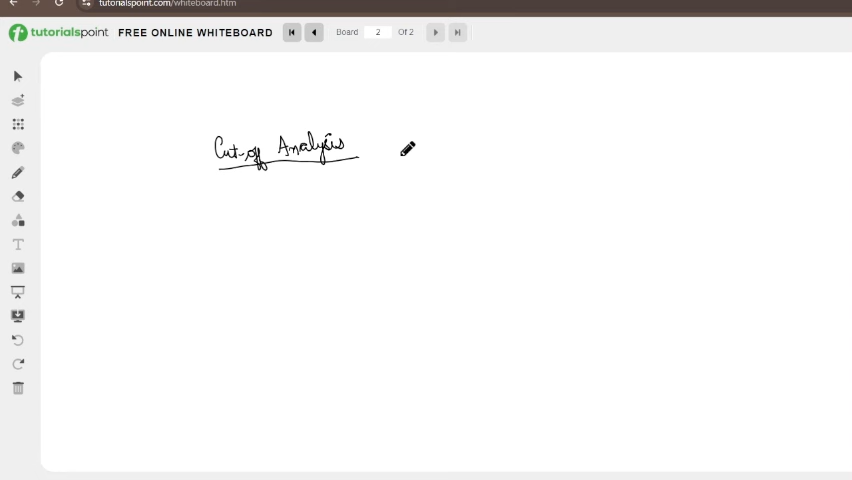 tutorialspoint.com/whiteboard.htm
tutorialspoint FREE ONLINE WHITEBOARD Board 2 Of 2
Cut-off Analysis